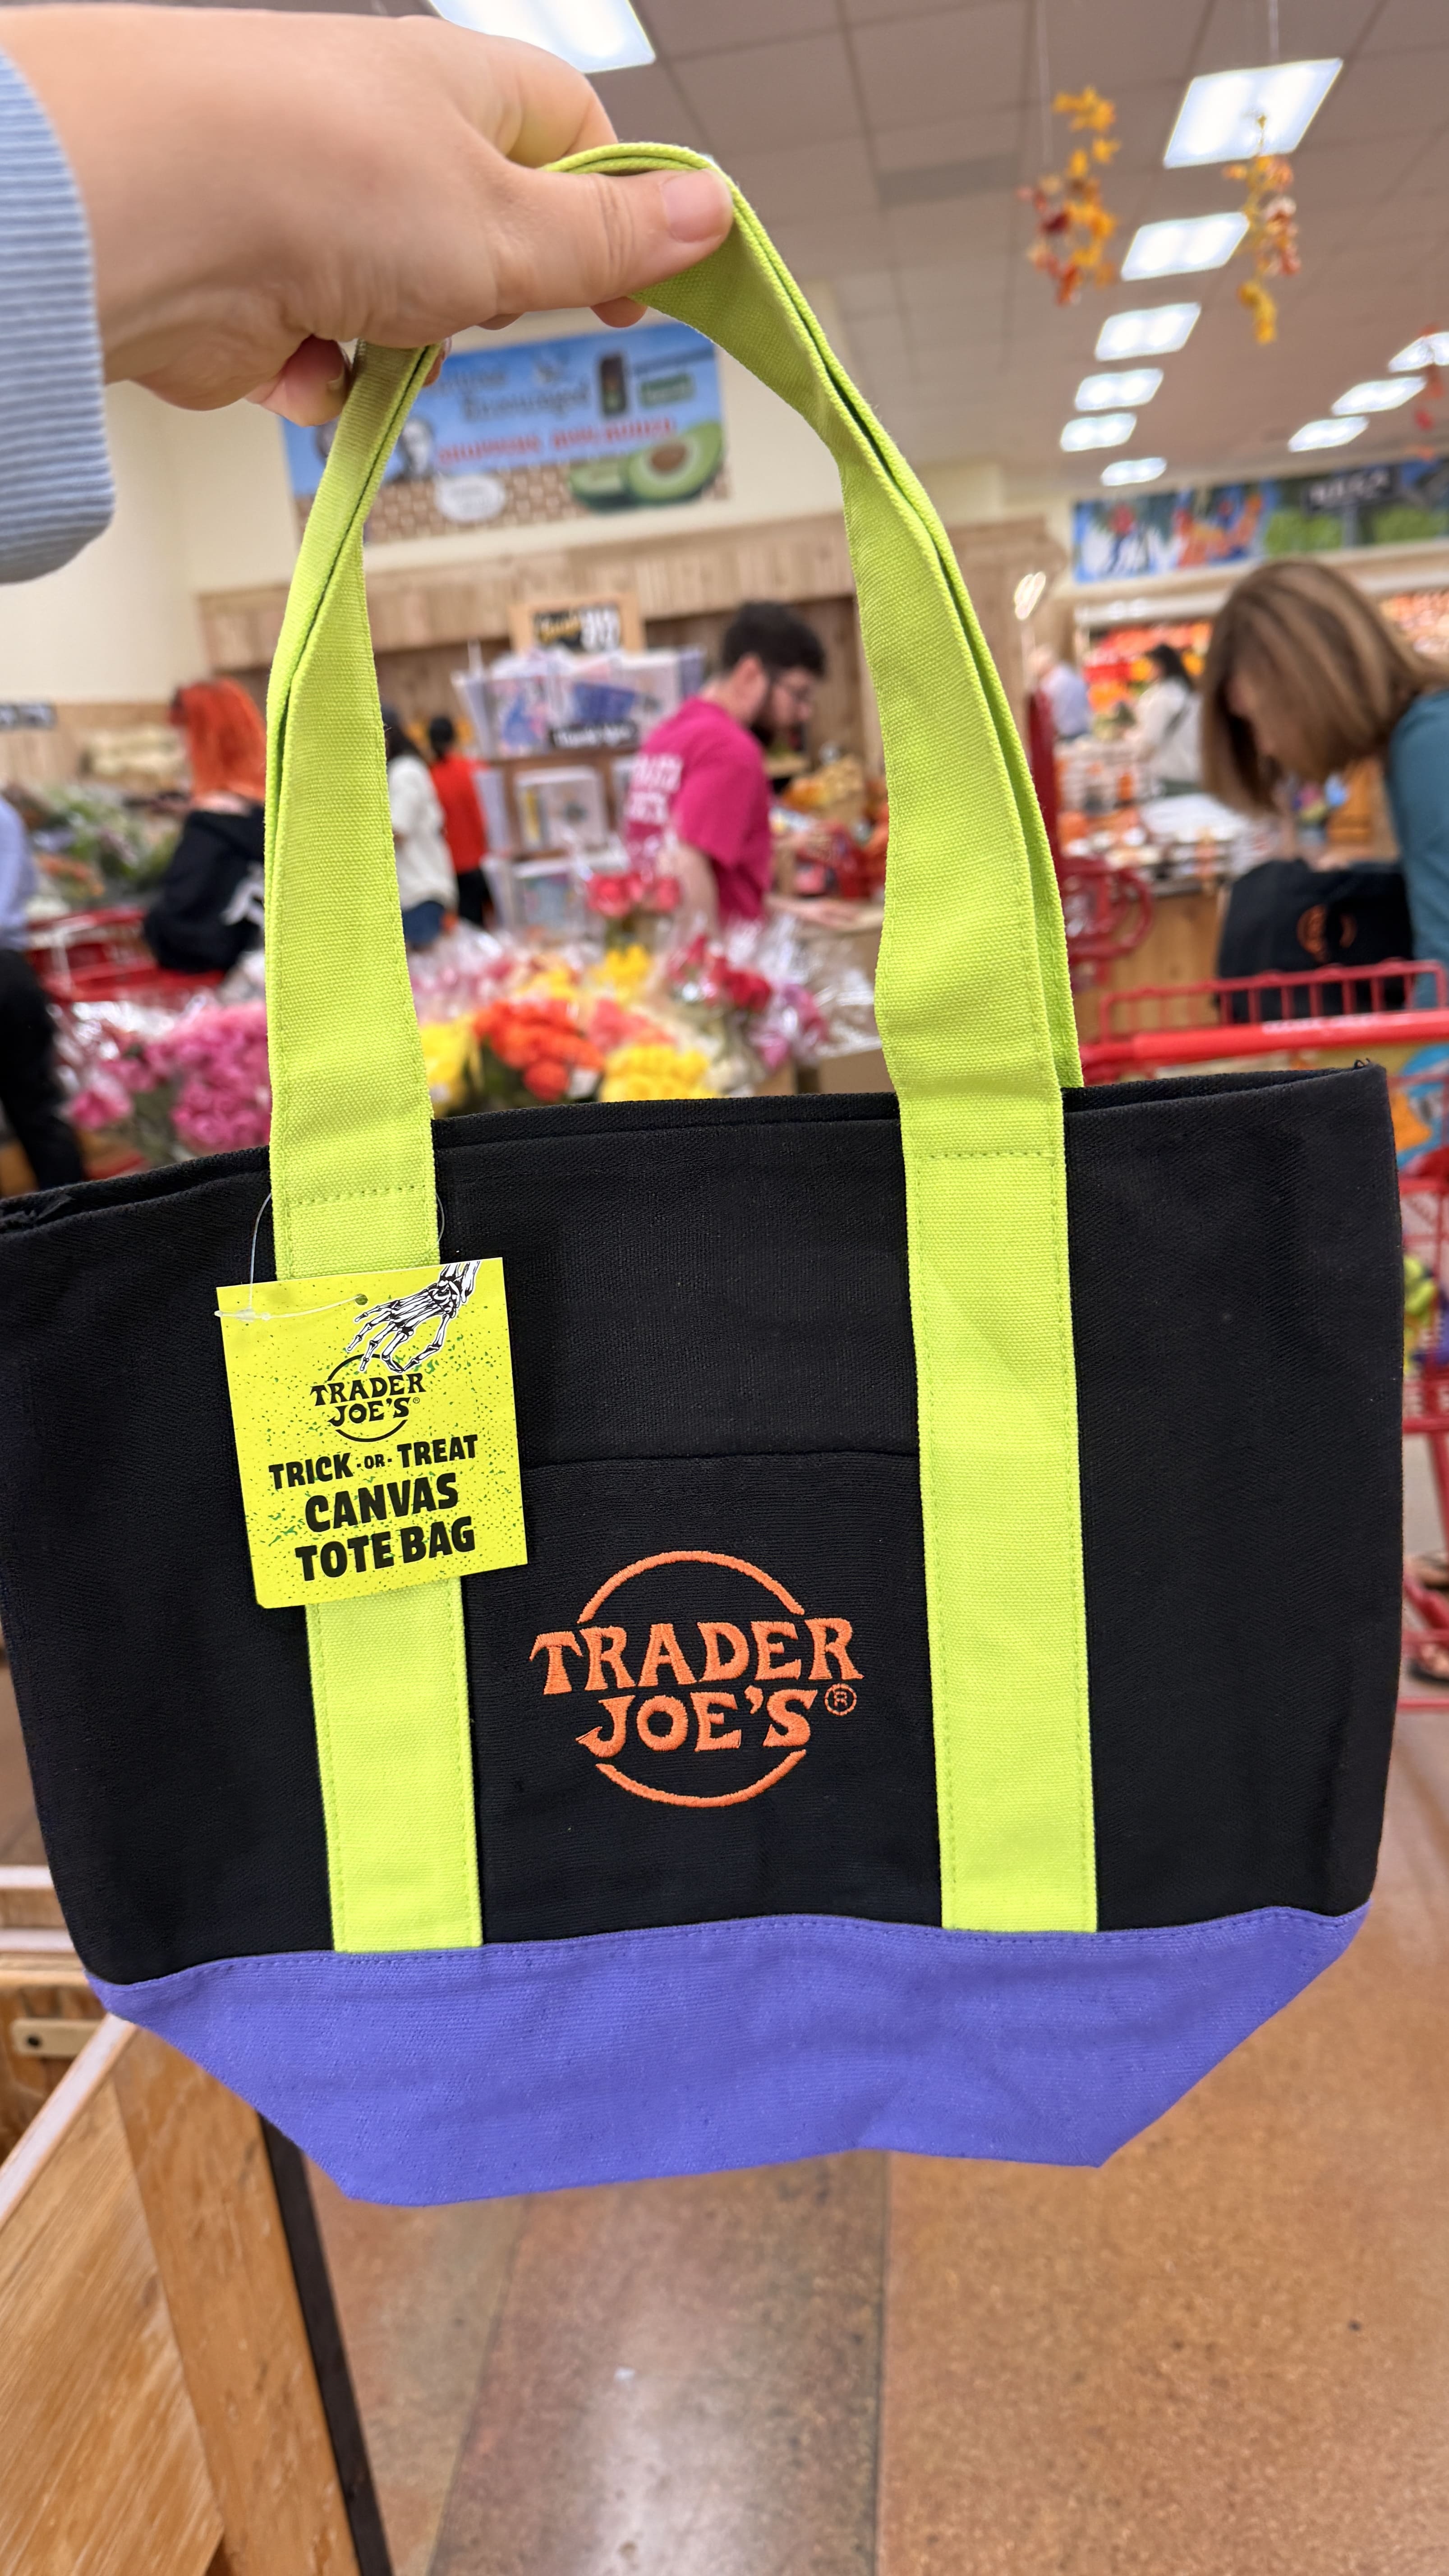 TRADER
JOE'S®
TRICK-OR-TREAT
CANVAS
TOTE BAG
TRADER
JOE'S®